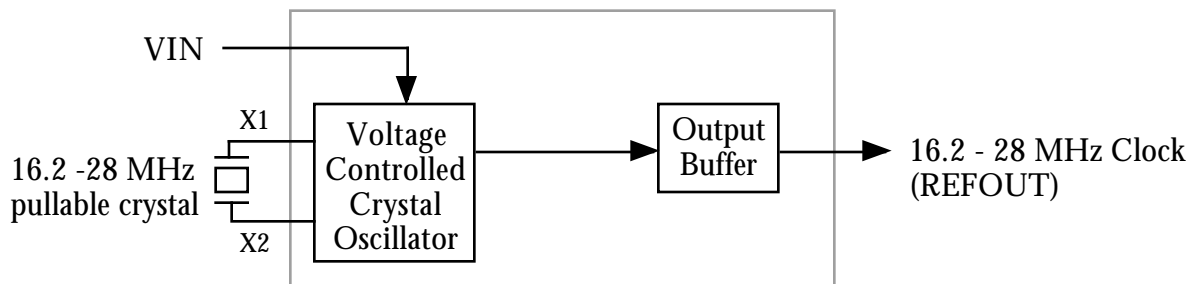 VIN
X1
16.2 -28 MHz
pullable crystal
X2
Voltage
Controlled
Crystal
Oscillator
Output
Buffer
16.2 - 28 MHz Clock
(REFOUT)